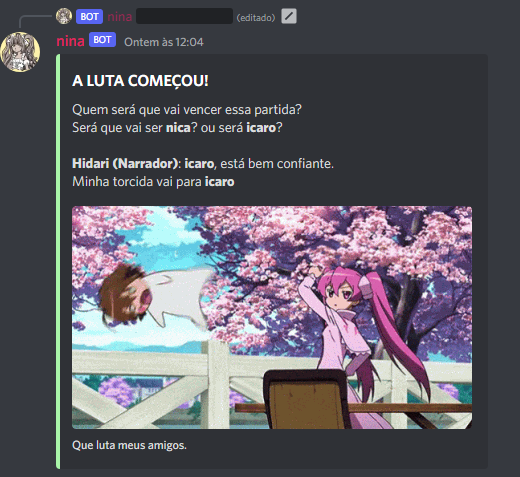 BOT nina (editado)
nina BOT Ontem às 12:04
A LUTA COMEÇOU!
Quem será que vai vencer essa partida?
Será que vai ser nica? ou será icaro?
Hidari (Narrador): icaro, está bem confiante.
Minha torcida vai para icaro
Que luta meus amigos.